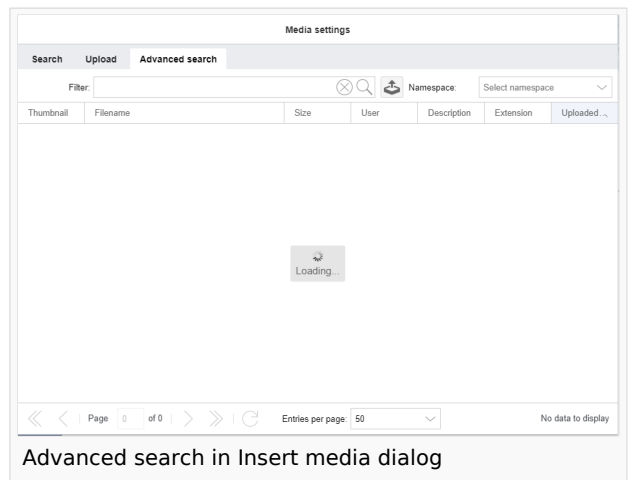 Media settings
Search Upload Advanced search
Filter: Namespace: Select namespace
Thumbnail Filename Size User Description Extension Uploaded...
Loading...
Page 0 of 0 Entries per page: 50 No data to display
Advanced search in Insert media dialog